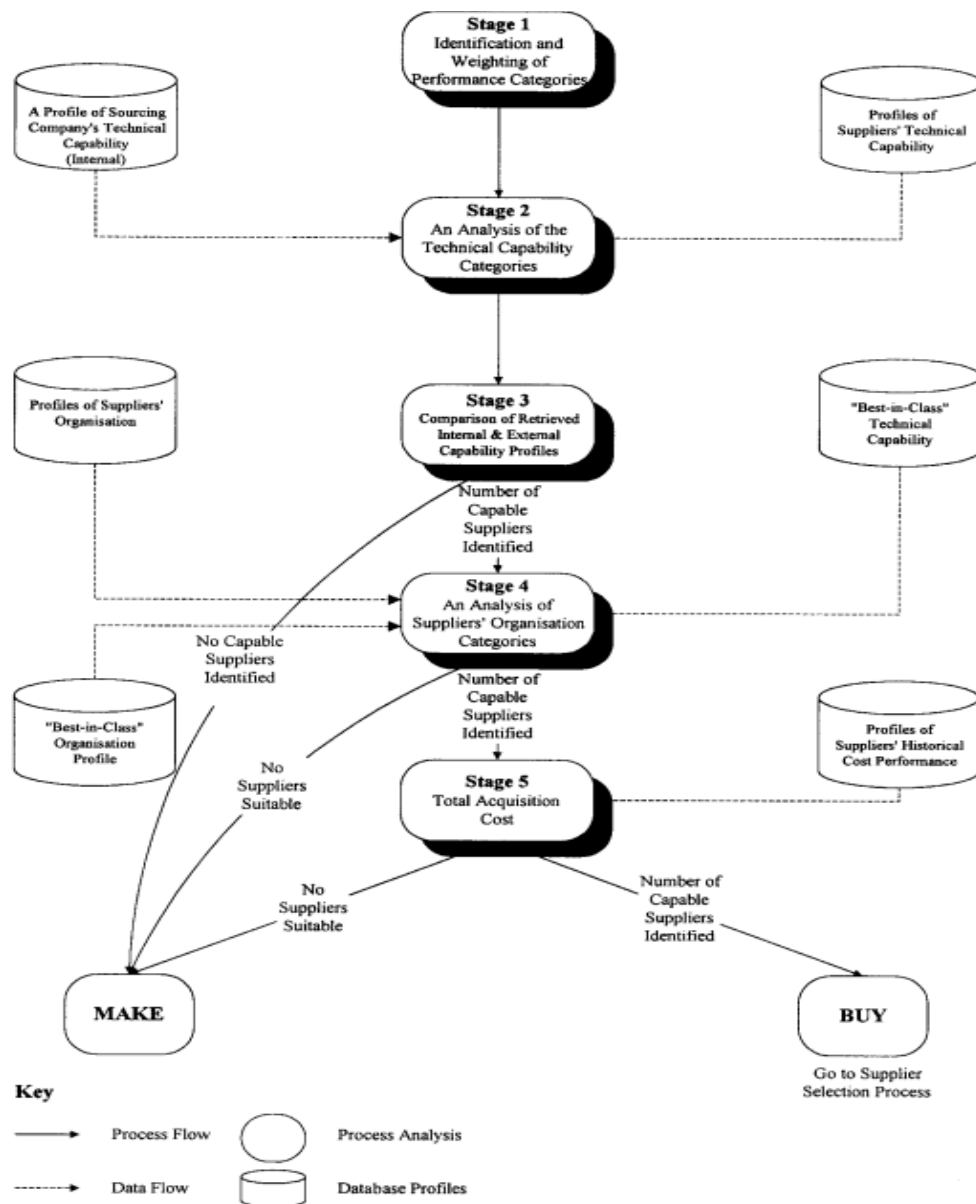 Stage 1
Identification and
Weighting of
Performance Categories
A Profile of Sourcing
Company's Technical
Capability
(Internal)
Profiles of
Suppliers' Technical
Capability
Stage 2
An Analysis of the
Technical Capability
Categories
Profiles of Suppliers'
Organisation
Stage 3
Comparison of Retrieved
Internal & External
Capability Profiles
"Best-in-Class"
Technical
Capability
Number of
Capable
Suppliers
Identified
Stage 4
An Analysis of
Suppliers' Organisation
Categories
No Capable
Suppliers
Identified
"Best-in-Class"
Organisation
Profile
Number of
Capable
Suppliers
Identified
Profiles of
Suppliers' Historical
Cost Performance
No
Suppliers
Suitable
Stage 5
Total Acquisition
Cost
No
Suppliers
Suitable
Number of
Capable
Suppliers
Identified
MAKE
BUY
Go to Supplier
Selection Process
Key
Process Flow
Process Analysis
Data Flow
Database Profiles